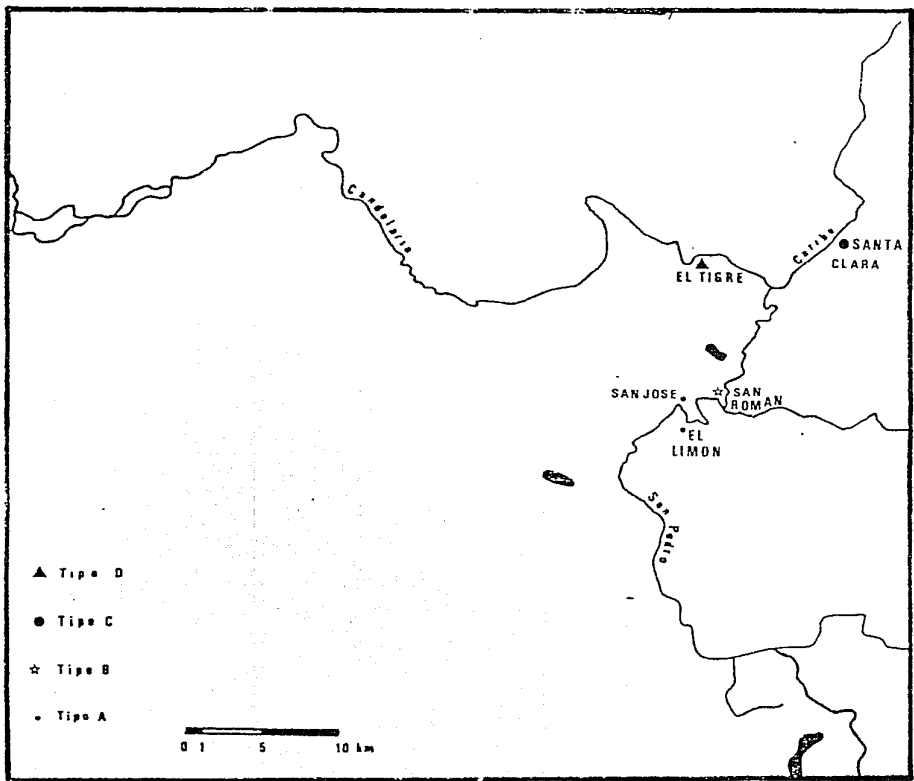 Candelaria
Caribe
SANTA
CLARA
EL TIGRE
SAN JOSE
SAN
ROMAN
EL
LIMON
San Pedro
Tipo D
Tipo C
Tipo B
Tipo A
0 1 5 10 km